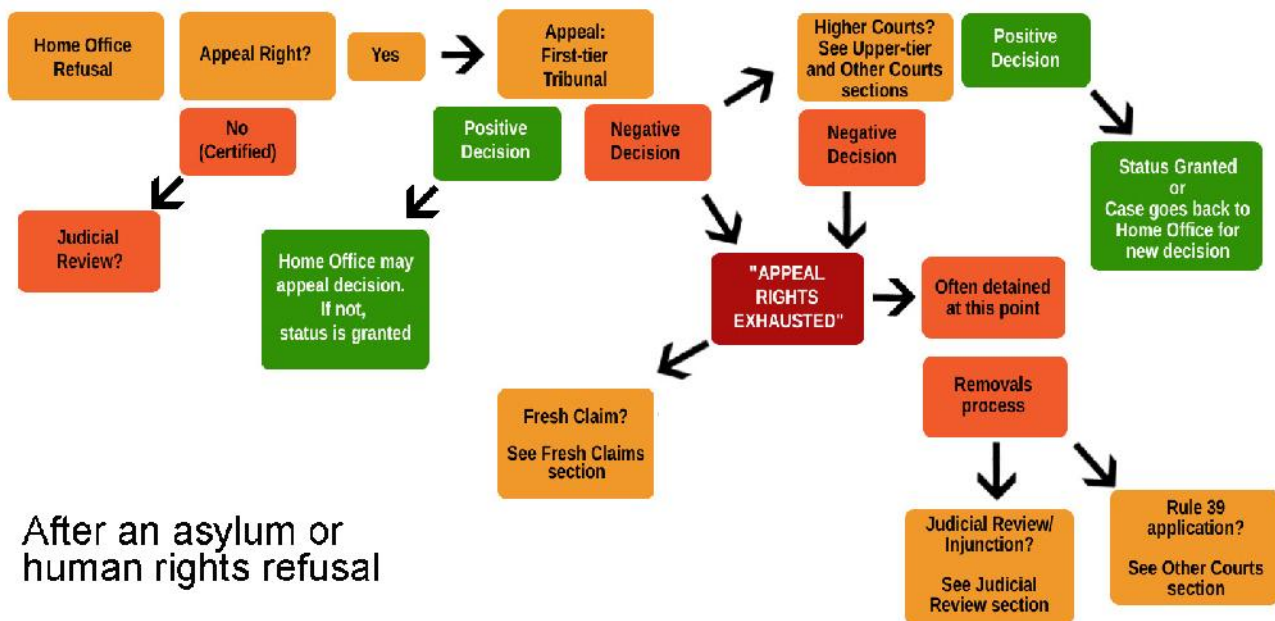 Home Office
Refusal
Appeal Right?
Yes
Appeal:
First-tier
Tribunal
Higher Courts?
See Upper-tier
and Other Courts
sections
Positive
Decision
No
(Certified)
Positive
Decision
Negative
Decision
Negative
Decision
Judicial
Review?
Home Office may
appeal decision.
If not,
status is granted
Status Granted
or
Case goes back to
Home Office for
new decision
"APPEAL
RIGHTS
EXHAUSTED"
Often detained
at this point
Removals
process
Fresh Claim?
See Fresh Claims
section
Judicial Review/
Injunction?
See Judicial
Review section
Rule 39
application?
See Other Courts
section
After an asylum or
human rights refusal